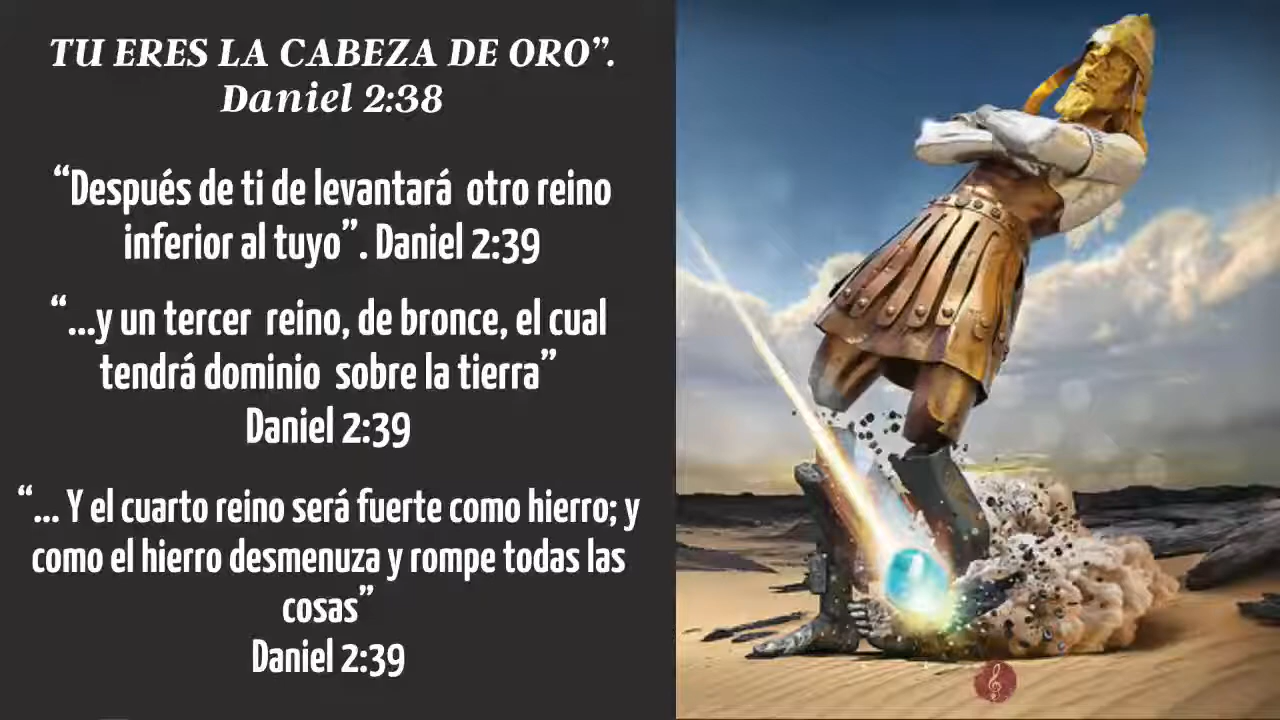 TU ERES LA CABEZA DE ORO”.
Daniel 2:38
“Después de ti de levantará otro reino
inferior al tuyo”. Daniel 2:39
“...y un tercer reino, de bronce, el cual
tendrá dominio sobre la tierra”
Daniel 2:39
“... Y el cuarto reino será fuerte como hierro; y
como el hierro desmenuza y rompe todas las
cosas”
Daniel 2:39